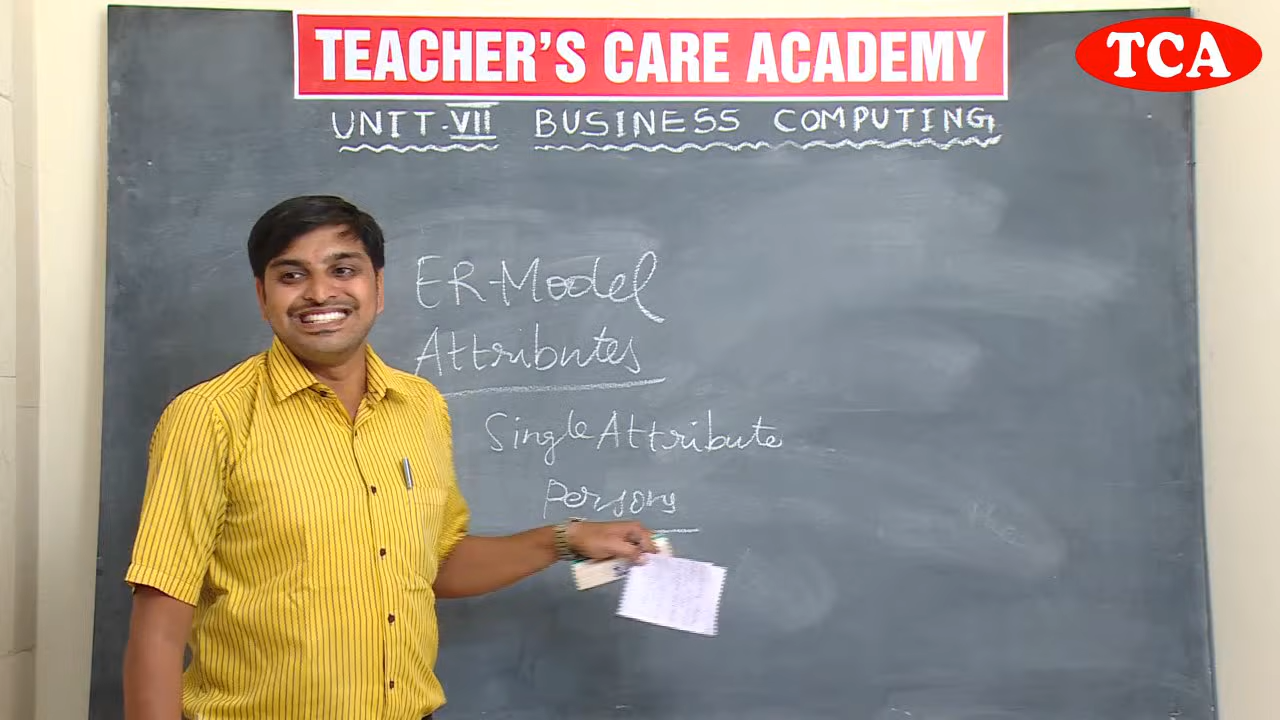 TEACHER'S CARE ACADEMY
TCA
UNIT-VII BUSINESS COMPUTING
ER-Model
Attributes
Single Attribute
Persons